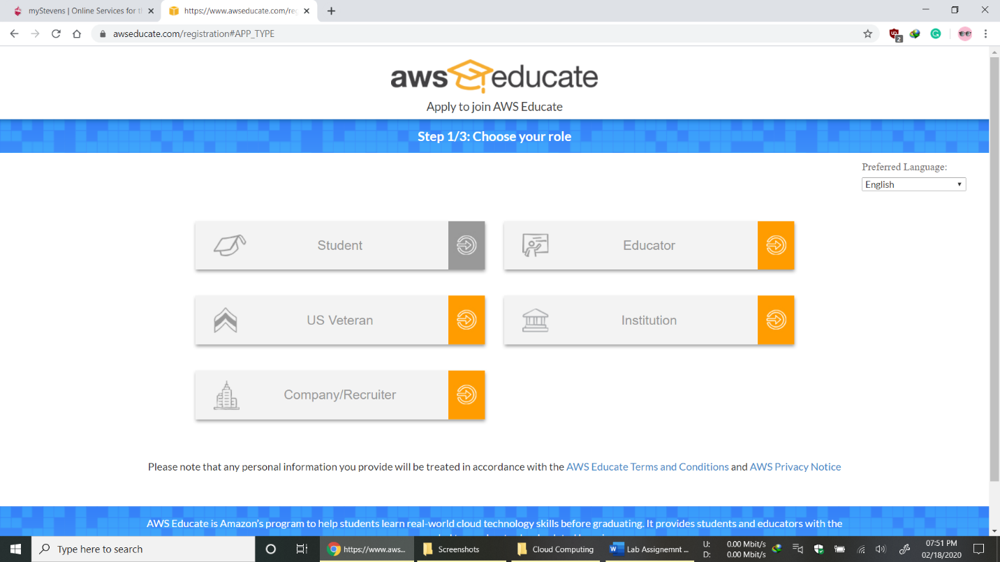 myStevens | Online Services for t
https://www.awseducate.com/reg
awseducate.com/registration#APP_TYPE
2
aws educate
Apply to join AWS Educate
Step 1/3: Choose your role
Preferred Language:
English
Student
Educator
US Veteran
Institution
Company/Recruiter
Please note that any personal information you provide will be treated in accordance with the AWS Educate Terms and Conditions and AWS Privacy Notice
AWS Educate is Amazon's program to help students learn real-world cloud technology skills before graduating. It provides students and educators with the
Type here to search
https://www.aws...
Screenshots
Cloud Computing
Lab Assignemnt ...
U: 0.00 Mbit/s
D: 0.00 Mbit/s
07:51 PM
02/18/2020